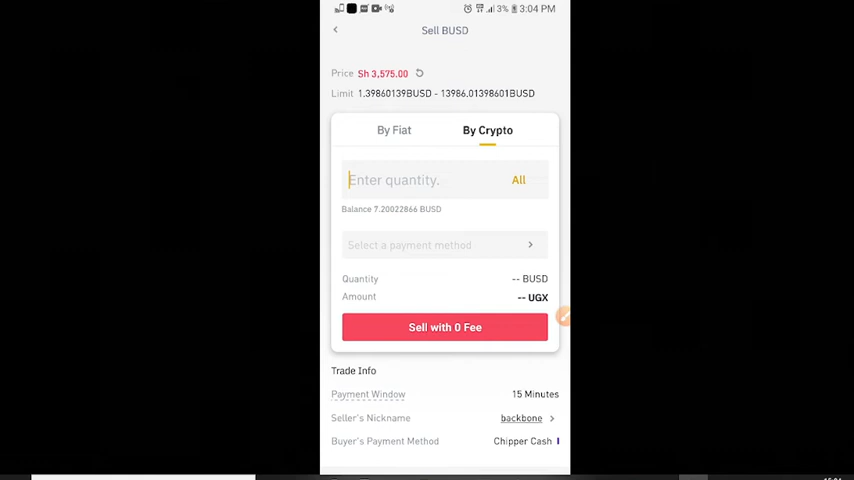 3% 3:04 PM
Sell BUSD
Price Sh 3,575.00
Limit 1.39860139BUSD - 13986.01398601BUSD
By Fiat By Crypto
Enter quantity. All
Balance 7.20022866 BUSD
Select a payment method
Quantity -- BUSD
Amount -- UGX
Sell with 0 Fee
Trade Info
Payment Window 15 Minutes
Seller's Nickname backbone
Buyer's Payment Method Chipper Cash